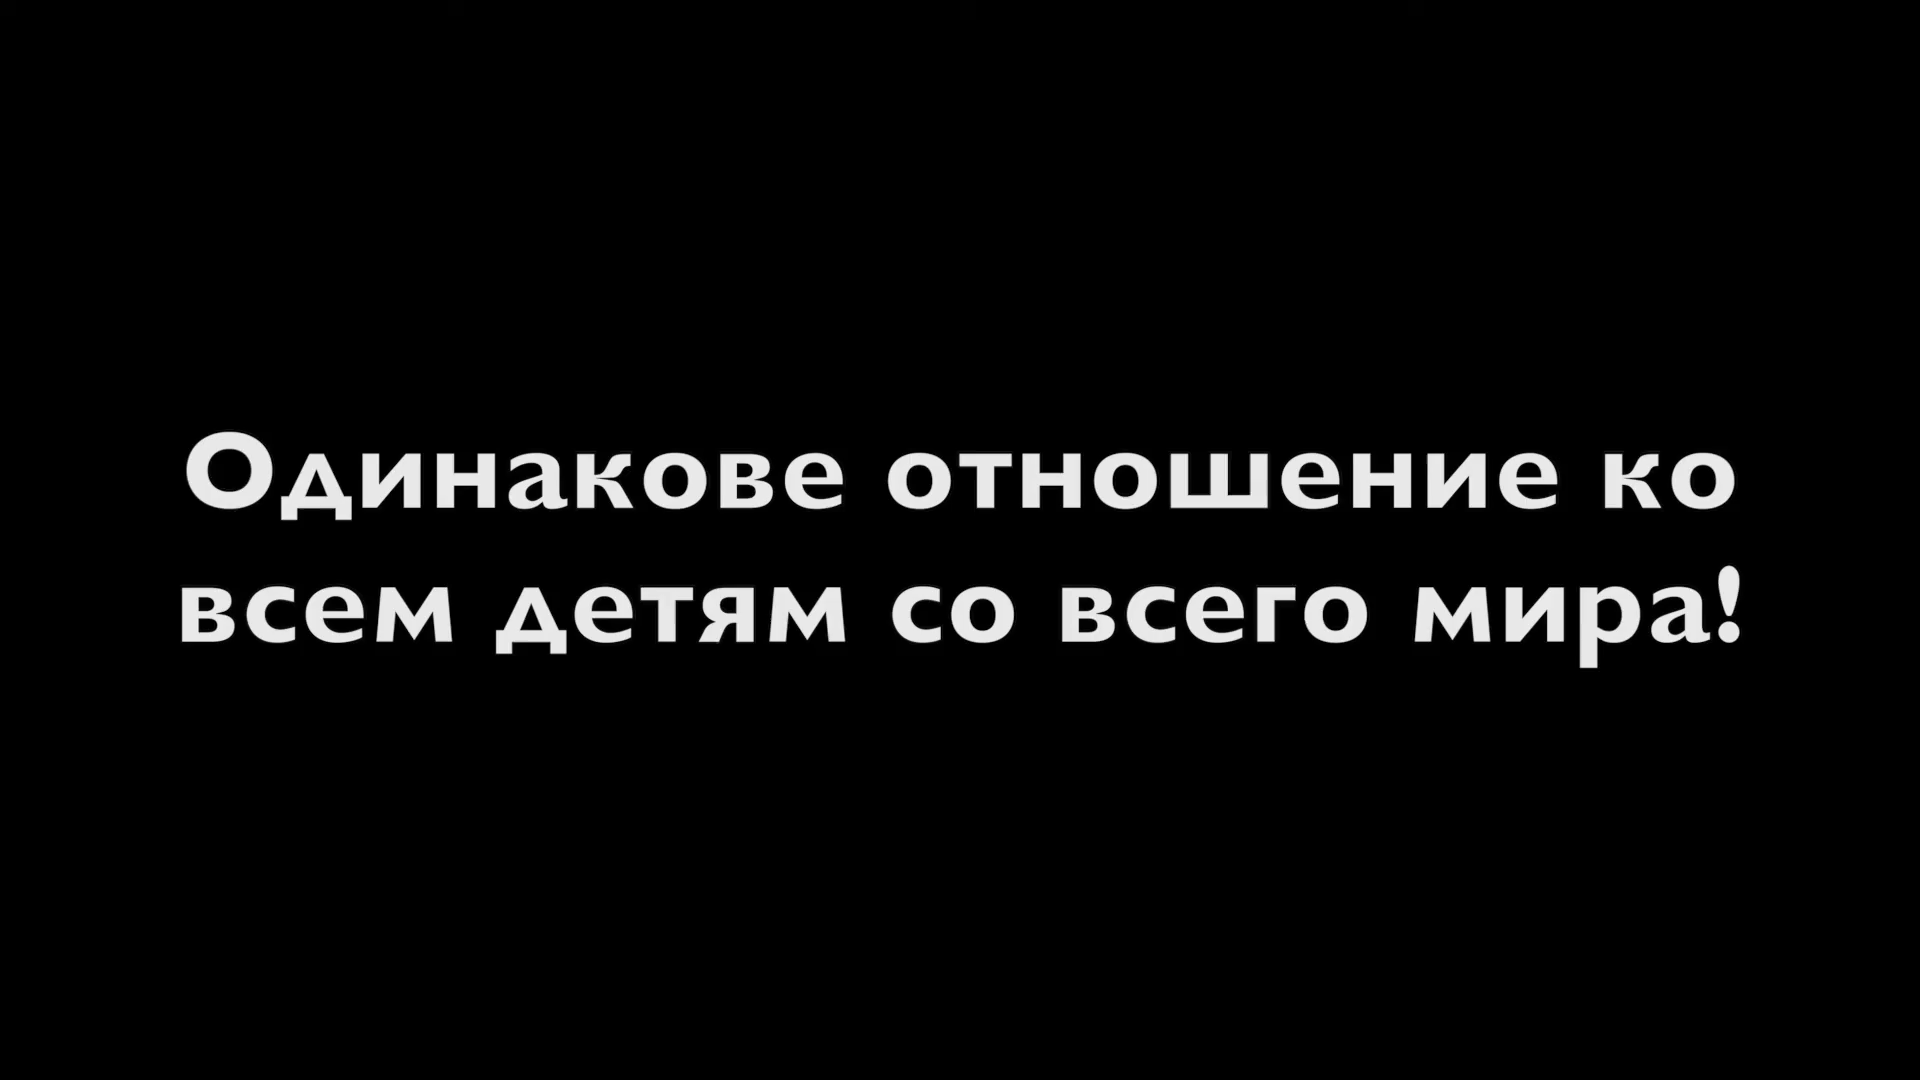 Одинакове отношение ко
всем детям со всего мира!